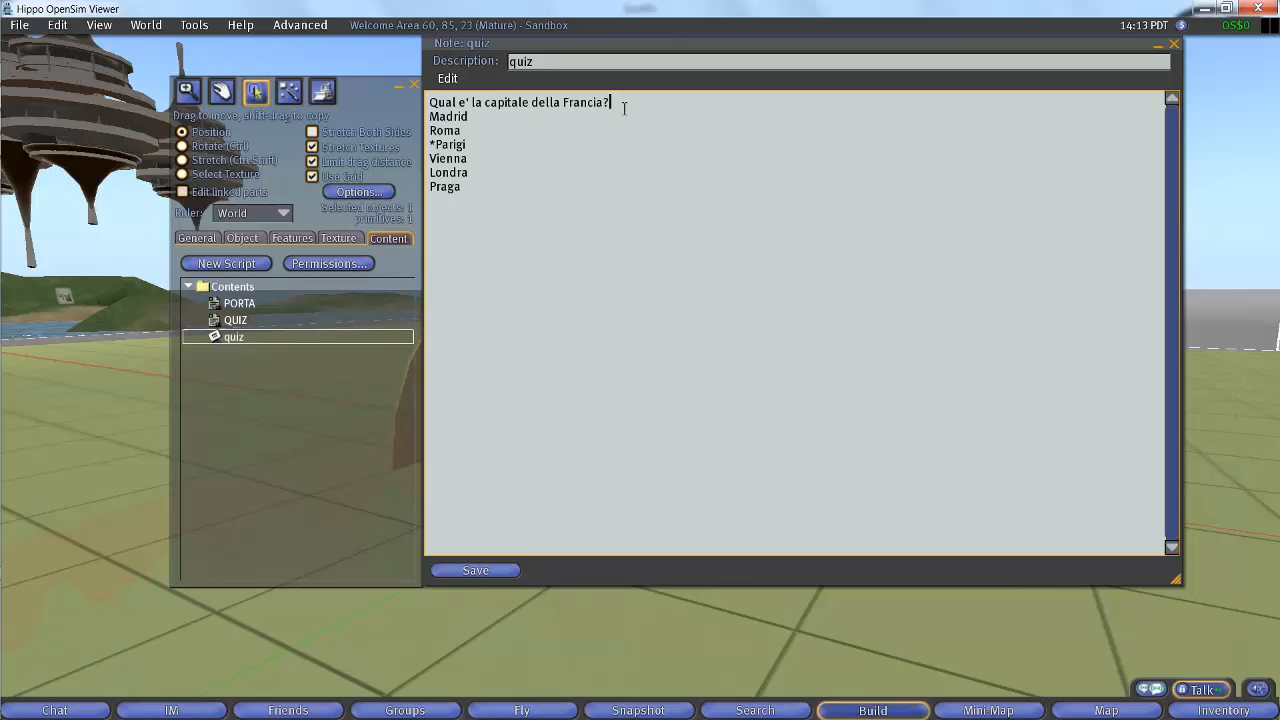 Hippo OpenSim Viewer
File Edit View World Tools Help Advanced Welcome Area 60, 85, 23 (Mature) - Sandbox 14:13 PDT $ OS$0
Note: quiz
Description: quiz
Edit
Qual e' la capitale della Francia?
Madrid
Roma
*Parigi
Vienna
Londra
Praga
Save
Drag to move, shift-drag to copy
Position
Rotate (Ctrl)
Stretch (Ctrl Shift)
Select Texture
Edit linked parts
Stretch Both Sides
Stretch Textures
Limit drag distance
Use Grid
Options...
Ruler: World
Selected objects: 1
primitives: 1
General Object Features Texture Content
New Script Permissions...
Contents
PORTA
QUIZ
quiz
Talk
Chat IM Friends Groups Fly Snapshot Search Build Mini-Map Map Inventory